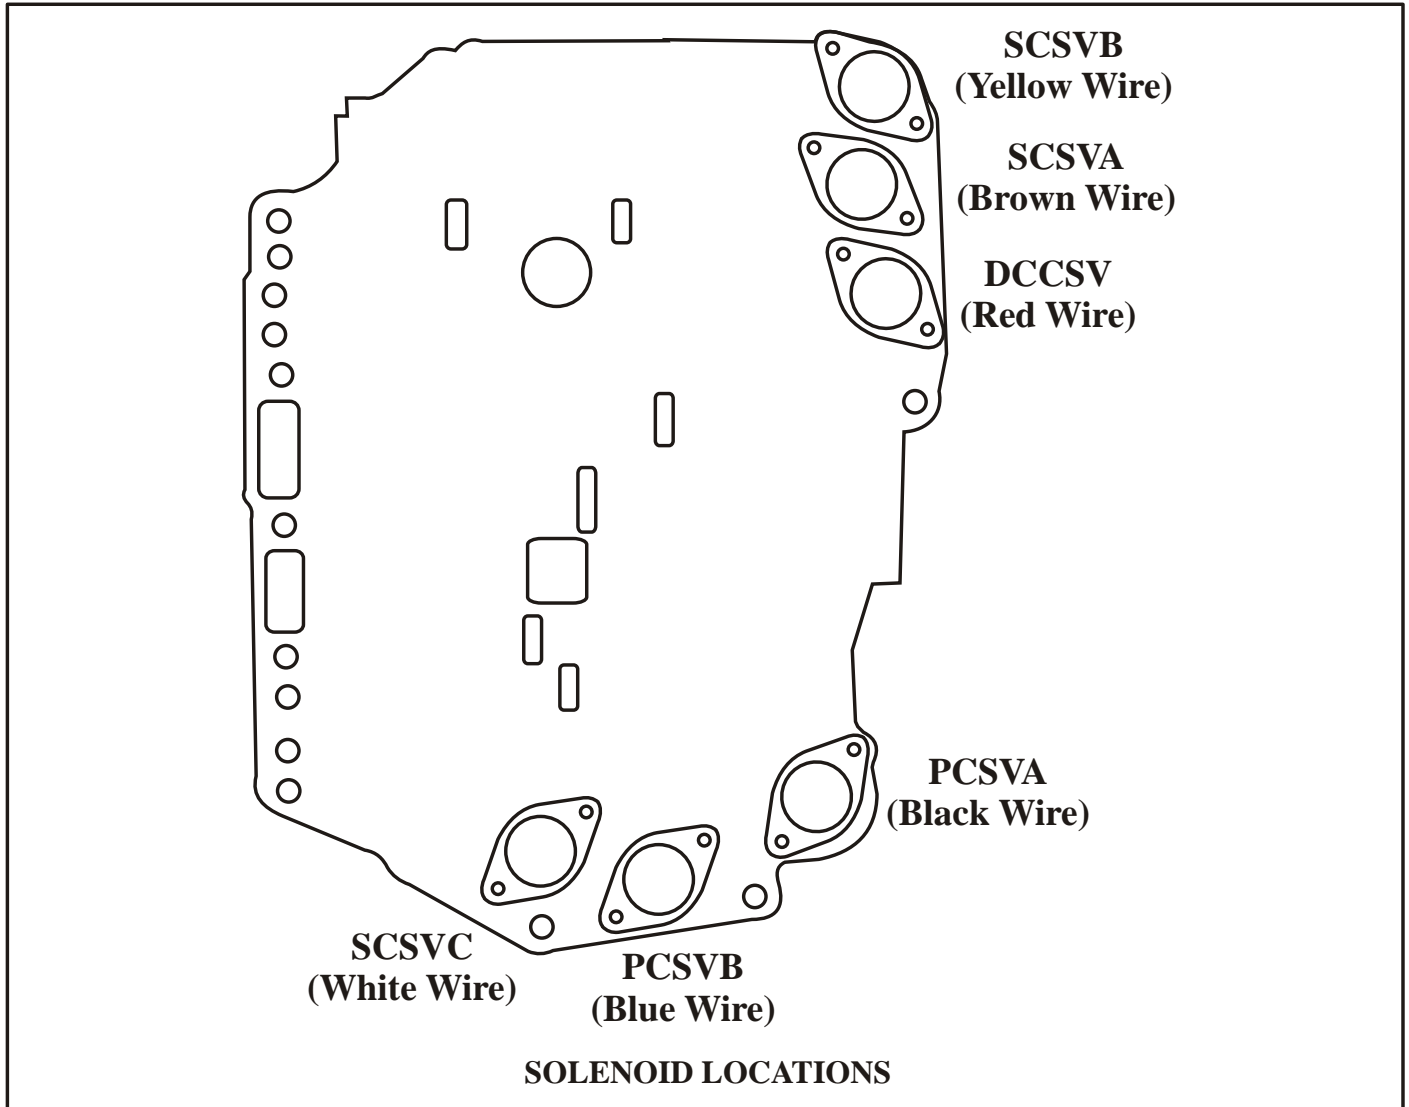 SCSVB
(Yellow Wire)
SCSVA
(Brown Wire)
DCCSV
(Red Wire)
PCSVA
(Black Wire)
SCSVC
(White Wire)
PCSVB
(Blue Wire)
SOLENOID LOCATIONS